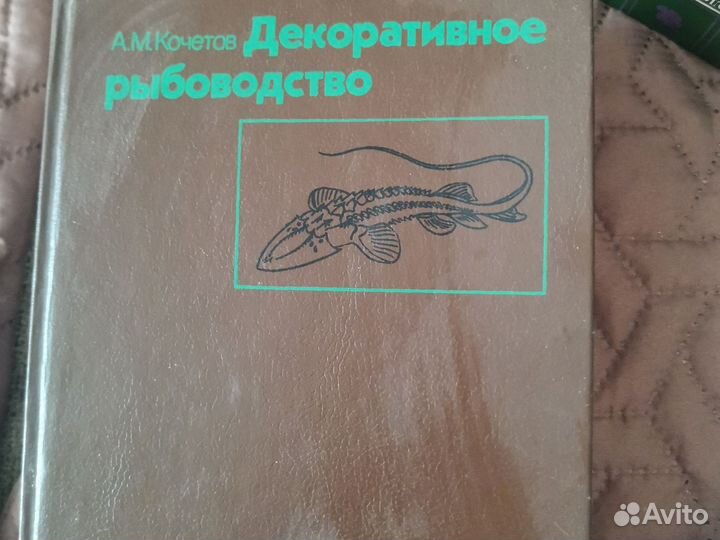 А.М.Кочетов Декоративное
рыбоводство
Avito